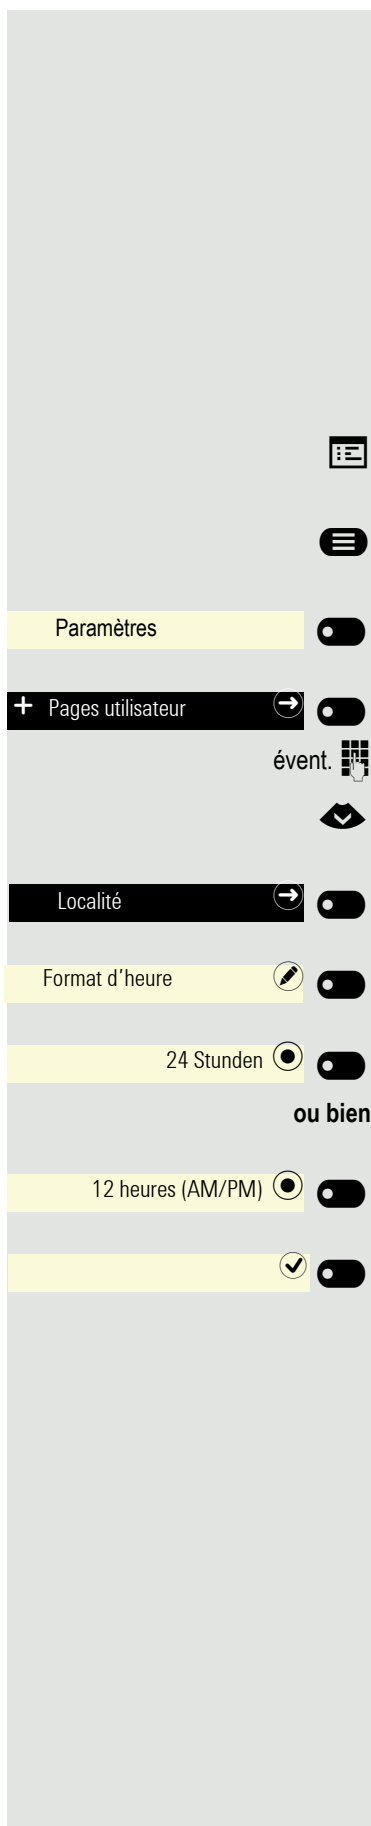 Paramètres
Pages utilisateur
évent.
Localité
Format d'heure
24 Stunden
ou bien
12 heures (AM/PM)